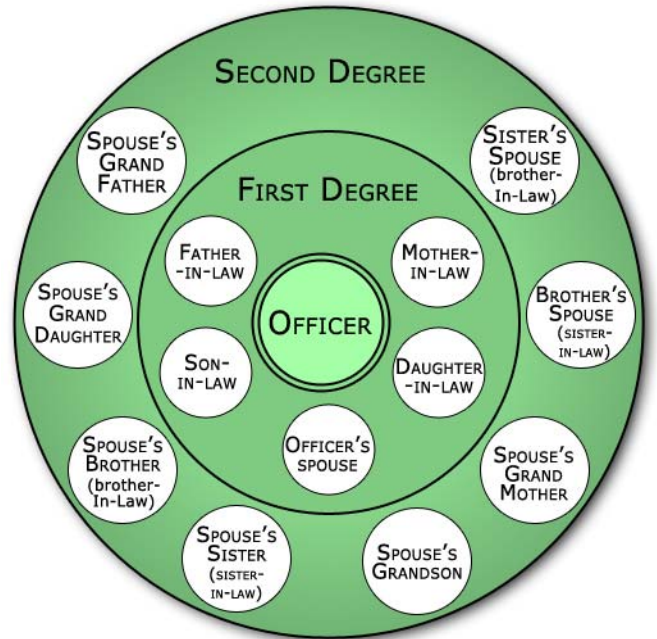 SECOND DEGREE
SPOUSE'S
GRAND
FATHER
SISTER'S
SPOUSE
(brother-
In-Law)
FIRST DEGREE
FATHER
-IN-LAW
MOTHER-
IN-LAW
SPOUSE'S
GRAND
DAUGHTER
OFFICER
BROTHER'S
SPOUSE
(SISTER-
IN-LAW)
SON-
IN-LAW
DAUGHTER
-IN-LAW
OFFICER'S
SPOUSE
SPOUSE'S
BROTHER
(brother-
In-Law)
SPOUSE'S
GRAND
MOTHER
SPOUSE'S
SISTER
(SISTER-
IN-LAW)
SPOUSE'S
GRANDSON